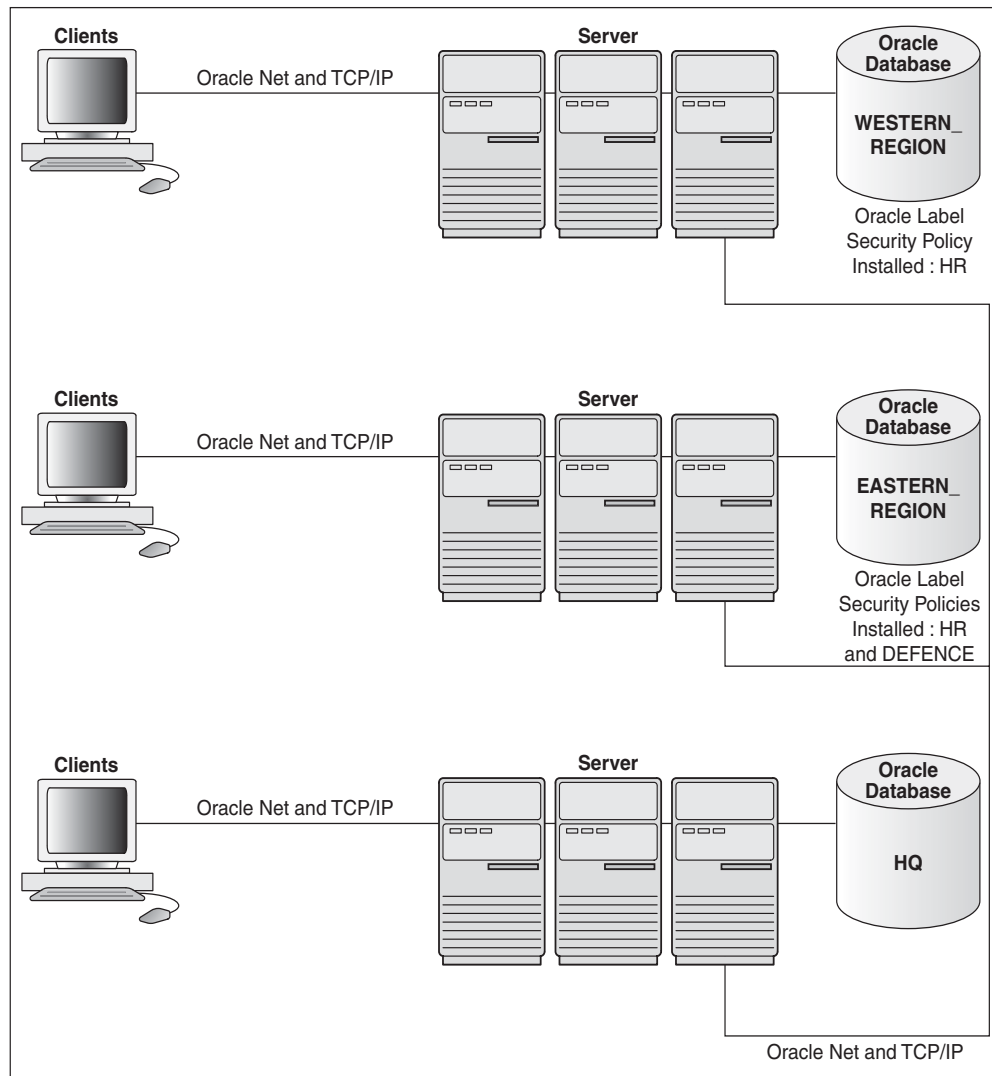 Clients
Server
Oracle
Database
Oracle Net and TCP/IP
WESTERN_
REGION
Oracle Label
Security Policy
Installed : HR
Clients
Server
Oracle
Database
Oracle Net and TCP/IP
EASTERN_
REGION
Oracle Label
Security Policies
Installed : HR
and DEFENCE
Clients
Server
Oracle
Database
Oracle Net and TCP/IP
HQ
Oracle Net and TCP/IP